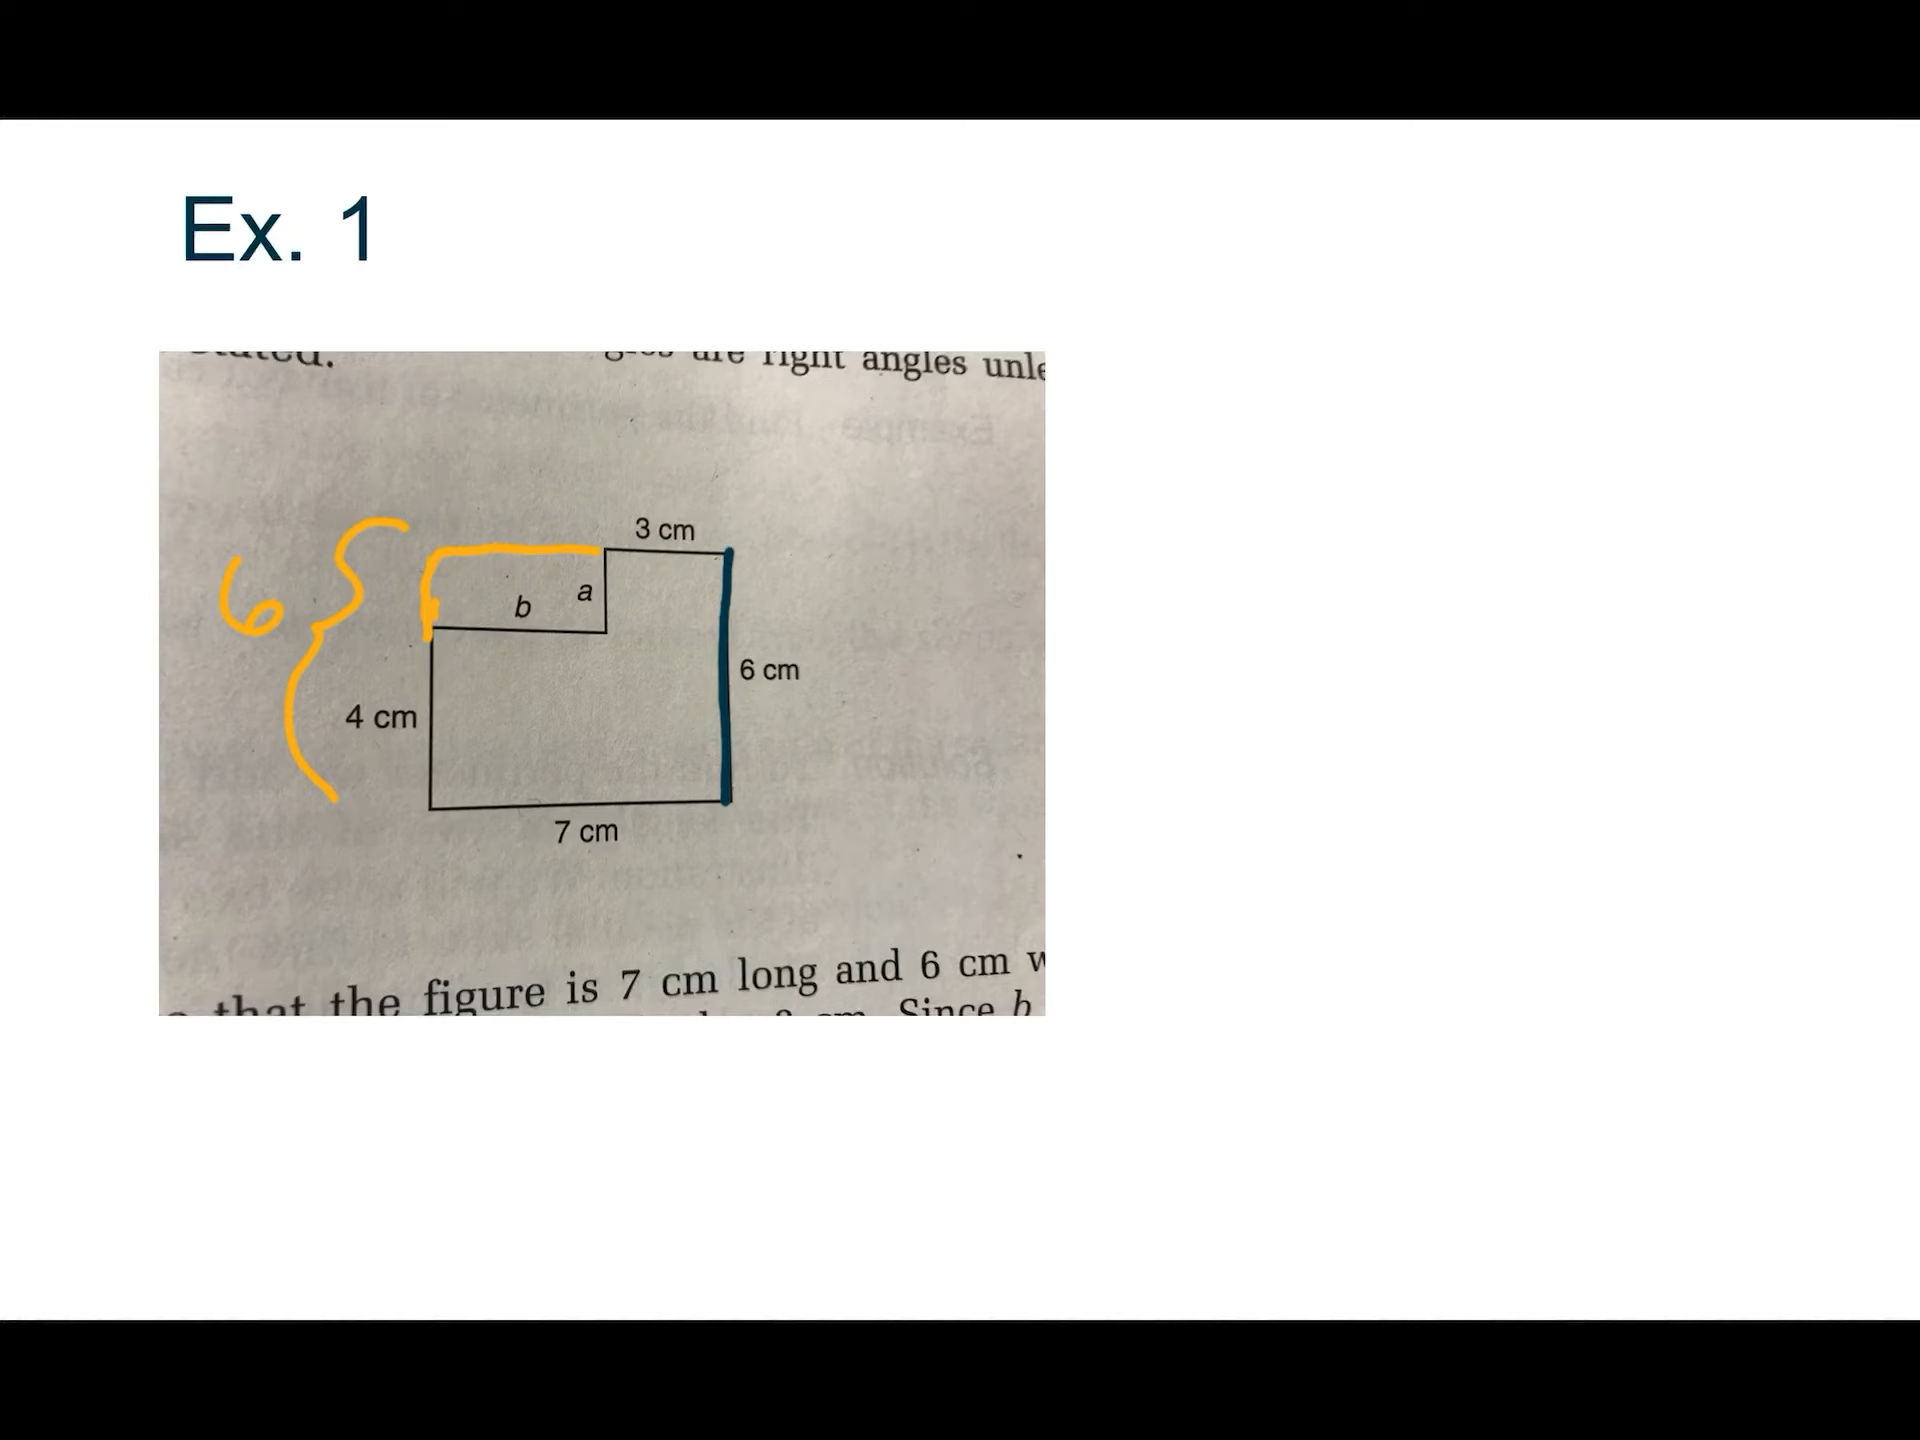 Ex. 1
are right angles
3 cm
6
b
a
6 cm
4 cm
7 cm
that the figure is 7 cm long and 6 cm
Since b